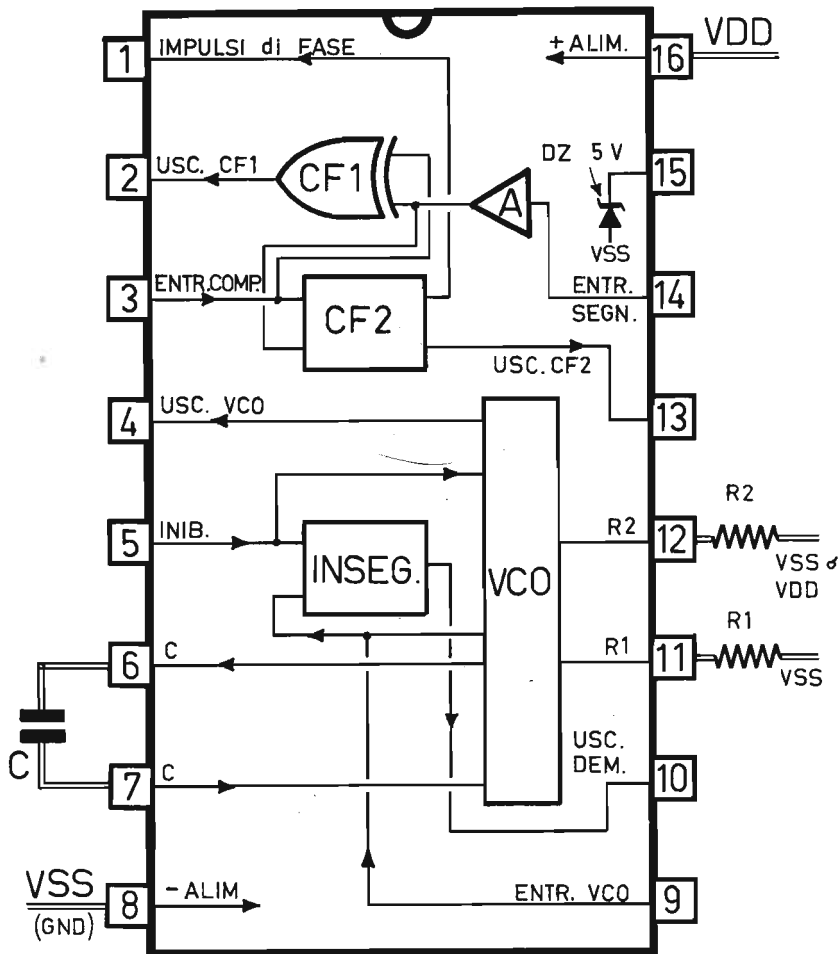 1
IMPULSI di FASE
+ ALIM.
16
VDD
2
USC. CF1
CF1
A
DZ 5 V
15
VSS
3
ENTR.COMP.
CF2
ENTR.
SEGN.
14
USC. CF2
13
4
USC. VCO
5
INIB.
INSEG.
VCO
R2
12
R2
VSS o
VDD
6
C
R1
11
R1
VSS
C
7
C
USC.
DEM.
10
VSS
(GND)
8
- ALIM
ENTR. VCO
9